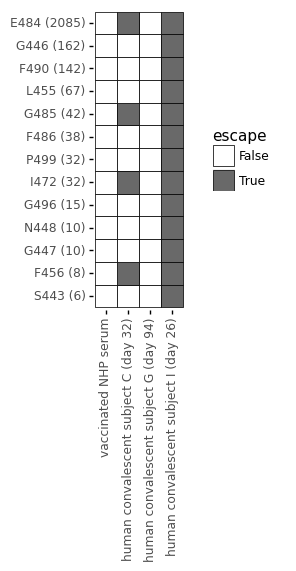 E484 (2085)
G446 (162)
F490 (142)
L455 (67)
G485 (42)
F486 (38)
P499 (32)
I472 (32)
G496 (15)
N448 (10)
G447 (10)
F456 (8)
S443 (6)
escape
False
True
vaccinated NHP serum
human convalescent subject C (day 32)
human convalescent subject G (day 94)
human convalescent subject I (day 26)